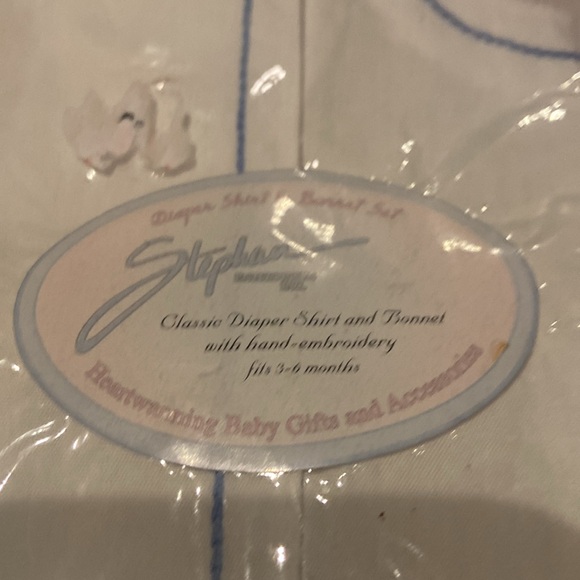 Diaper Shirt & Bonnet Set
Stephan
Classic Diaper Shirt and Bonnet
with hand-embroidery
fits 3-6 months
Heartwarming Baby Gifts and Accessories